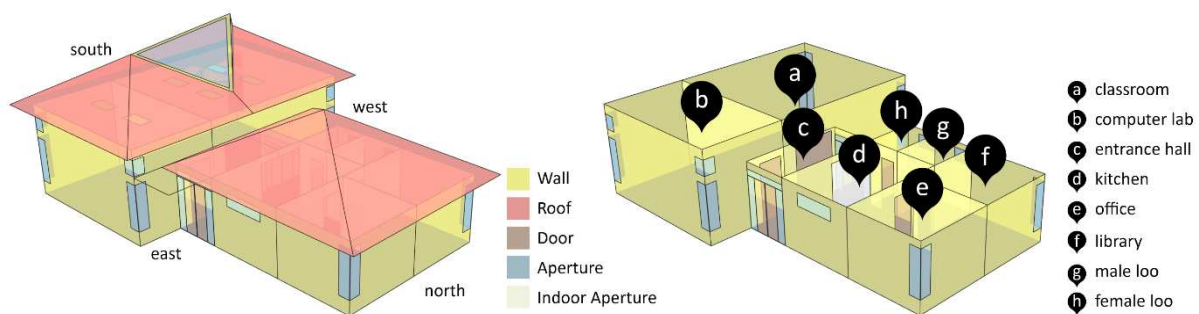 south
west
east
north
Wall
Roof
Door
Aperture
Indoor Aperture
a
b
c
h
g
d
f
e
a classroom
b computer lab
c entrance hall
d kitchen
e office
f library
g male loo
h female loo